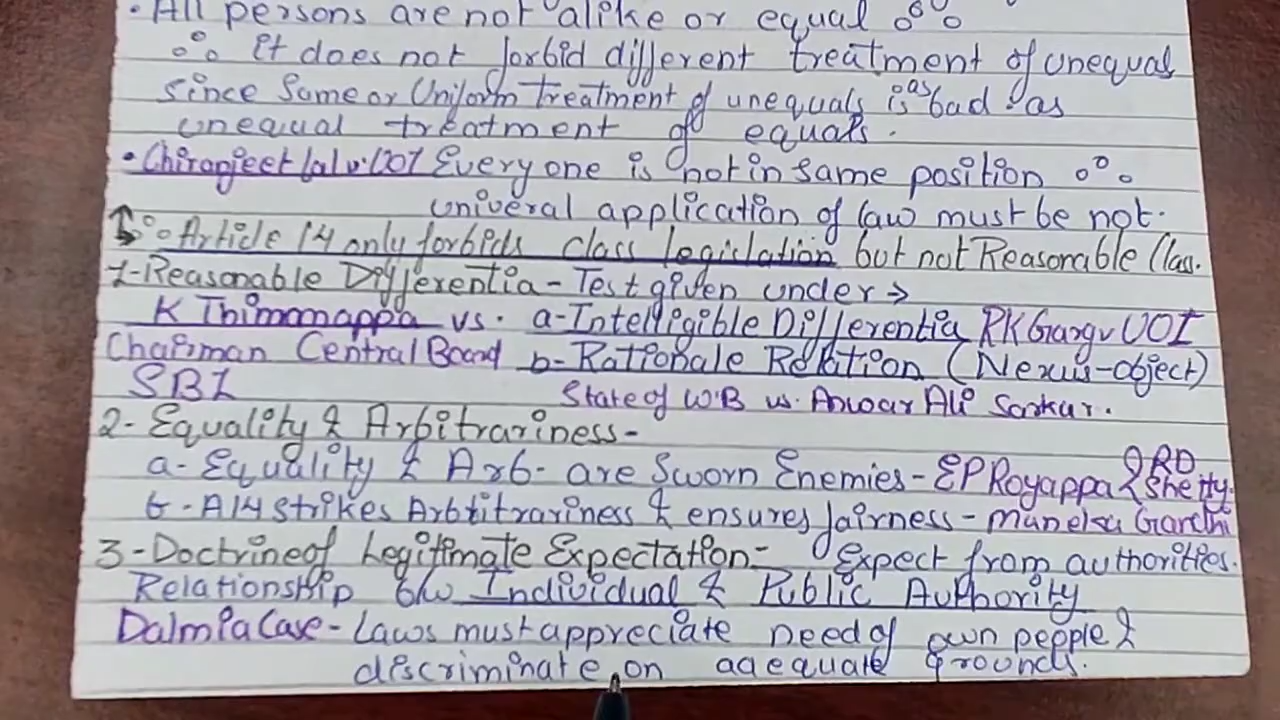 • All persons are not alike or equal ∘°∘
∘°∘ it does not forbid different treatment of unequal
since same or Uniform treatment of unequals is as bad as
unequal treatment of equals.
• Chiranjeet lal v. UOI Everyone is not in same position ∘°∘
univeral application of law must be not.
∘°∘ Article 14 only forbids class legislation but not Reasonable Clas.
1- Reasonable Differentia - Test given under →
K Thimmappa vs. a- Intelligible Differentia RK Garg v UOI
Chairman Central Board b- Rationale Relation (Nexus-object)
SBI State of W.B vs. Anwar Ali Sarkar.
2- Equality & Arbitrariness -
a- Equality & Arb- are Sworn Enemies - EP Royappa & RD Shetty.
b- A14 strikes Arbitrariness & ensures fairness - Maneka Gandhi
3- Doctrine of Legitimate Expectation - Expect from authorities.
Relationship b/w Individual & Public Authority
Dalmia Case - Laws must appreciate need of own people &
discriminate on adequate grounds.